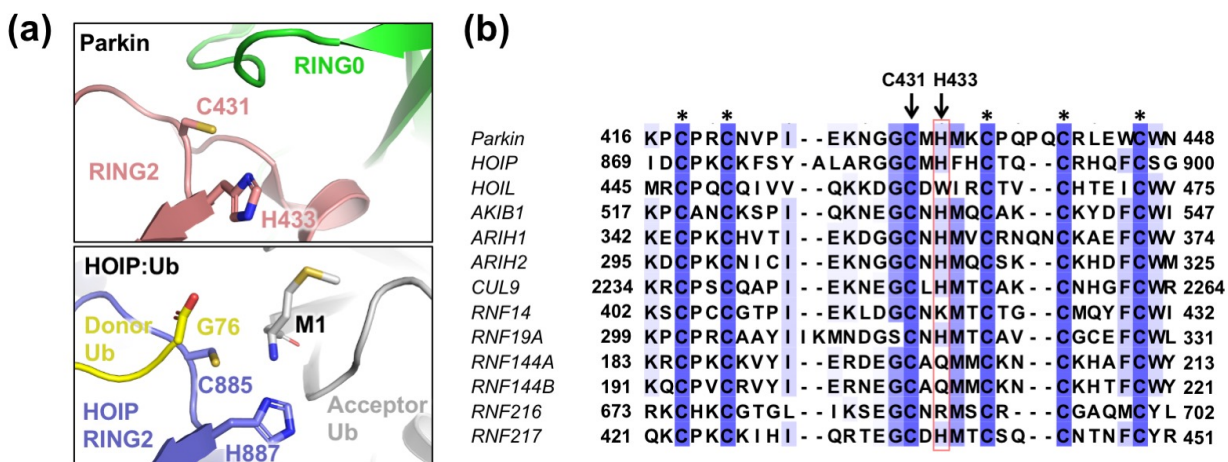 (a)
Parkin
RING0
C431
RING2
H433
HOIP:Ub
Donor
Ub
G76
M1
C885
HOIP
RING2
Acceptor
Ub
H887
(b)
C431 H433
* * * * *
Parkin 416 KPCPRCNVPI--EKNGGCMHMKCPQPQCRLEWCWN 448
HOIP 869 IDCPKCKFSY-ALARGGCMHFHCTQ--CRHQFCSG 900
HOIL 445 MRCPQCQIVV--QKKDGCDWIRCTV--CHTEICWV 475
AKIB1 517 KPCANCKSPI--QKNEGCNHMQCAK--CKYDFCWI 547
ARIH1 342 KECPKCHVTI--EKDGGCNHMVCRNQNCKAEFCWV 374
ARIH2 295 KDCPKCNICI--EKNGGCNHMQCSK--CKHDFCWM 325
CUL9 2234 KRCPSCQAPI--EKNEGCLHMTCAK--CNHGFCWR 2264
RNF14 402 KSCPCCGTPI--EKLDGCNKMTCTG--CMQYFCWI 432
RNF19A 299 KPCPRCAAYIIKMNDGSCNHMTCAV--CGCEFCWL 331
RNF144A 183 KRCPKCKVYI--ERDEGCAQMMCKN--CKHAFCWY 213
RNF144B 191 KQCPVCRVYI--ERNEGCAQMMCKN--CKHTFCWY 221
RNF216 673 RKCHKCGTGL--IKSEGCNRMSCR---CGAQMCYL 702
RNF217 421 QKCPKCKIHI--QRTEGCDHMTCSQ--CNTNFCYR 451